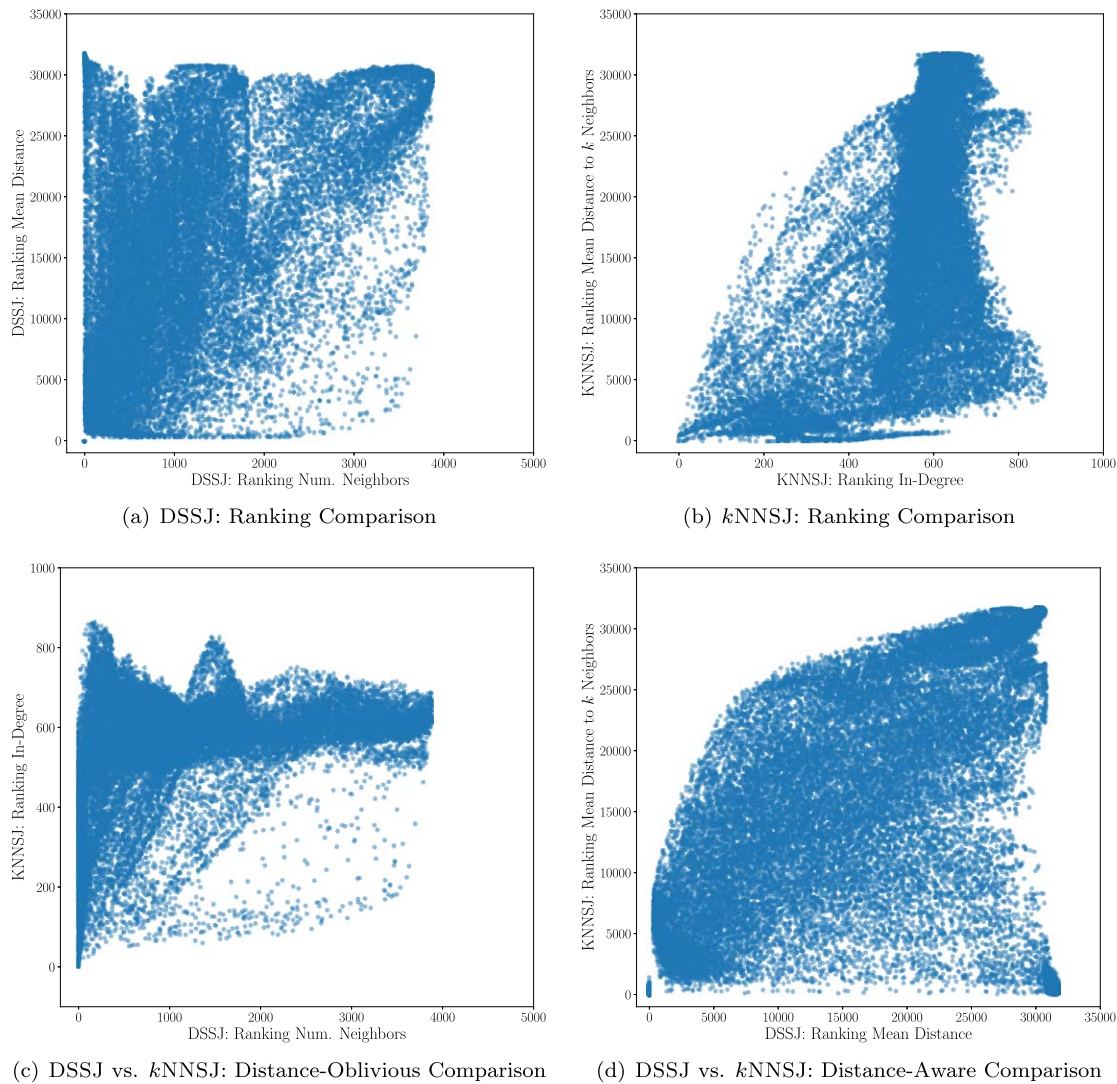 35000
30000
25000
20000
15000
10000
5000
0
DSSJ: Ranking Mean Distance
0 1000 2000 3000 4000 5000
DSSJ: Ranking Num. Neighbors
(a) DSSJ: Ranking Comparison
35000
30000
25000
20000
15000
10000
5000
0
KNNSJ: Ranking Mean Distance to k Neighbors
0 200 400 600 800 1000
KNNSJ: Ranking In-Degree
(b) kNNSJ: Ranking Comparison
1000
800
600
400
200
0
KNNSJ: Ranking In-Degree
0 1000 2000 3000 4000 5000
DSSJ: Ranking Num. Neighbors
(c) DSSJ vs. kNNSJ: Distance-Oblivious Comparison
35000
30000
25000
20000
15000
10000
5000
0
KNNSJ: Ranking Mean Distance to k Neighbors
0 5000 10000 15000 20000 25000 30000 35000
DSSJ: Ranking Mean Distance
(d) DSSJ vs. kNNSJ: Distance-Aware Comparison